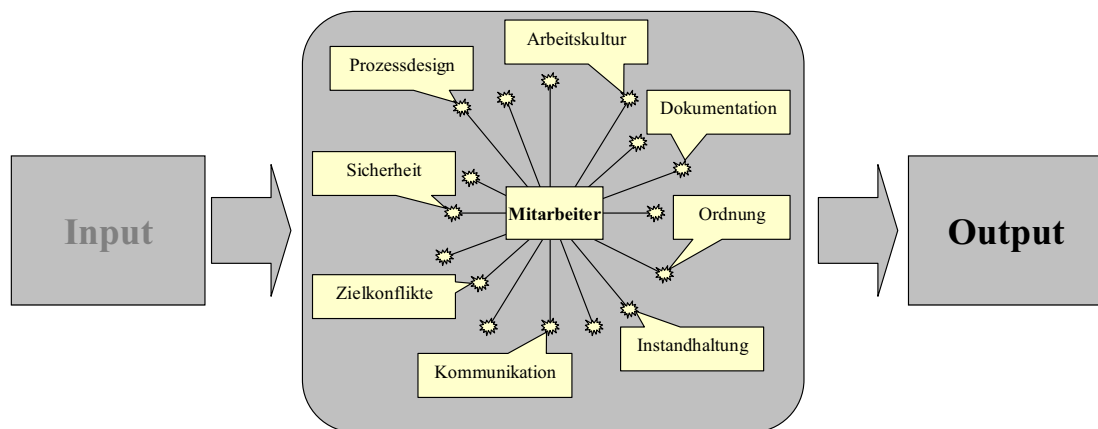 Arbeitskultur
Prozessdesign
Dokumentation
Sicherheit
Input
Mitarbeiter
Ordnung
Output
Zielkonflikte
Instandhaltung
Kommunikation